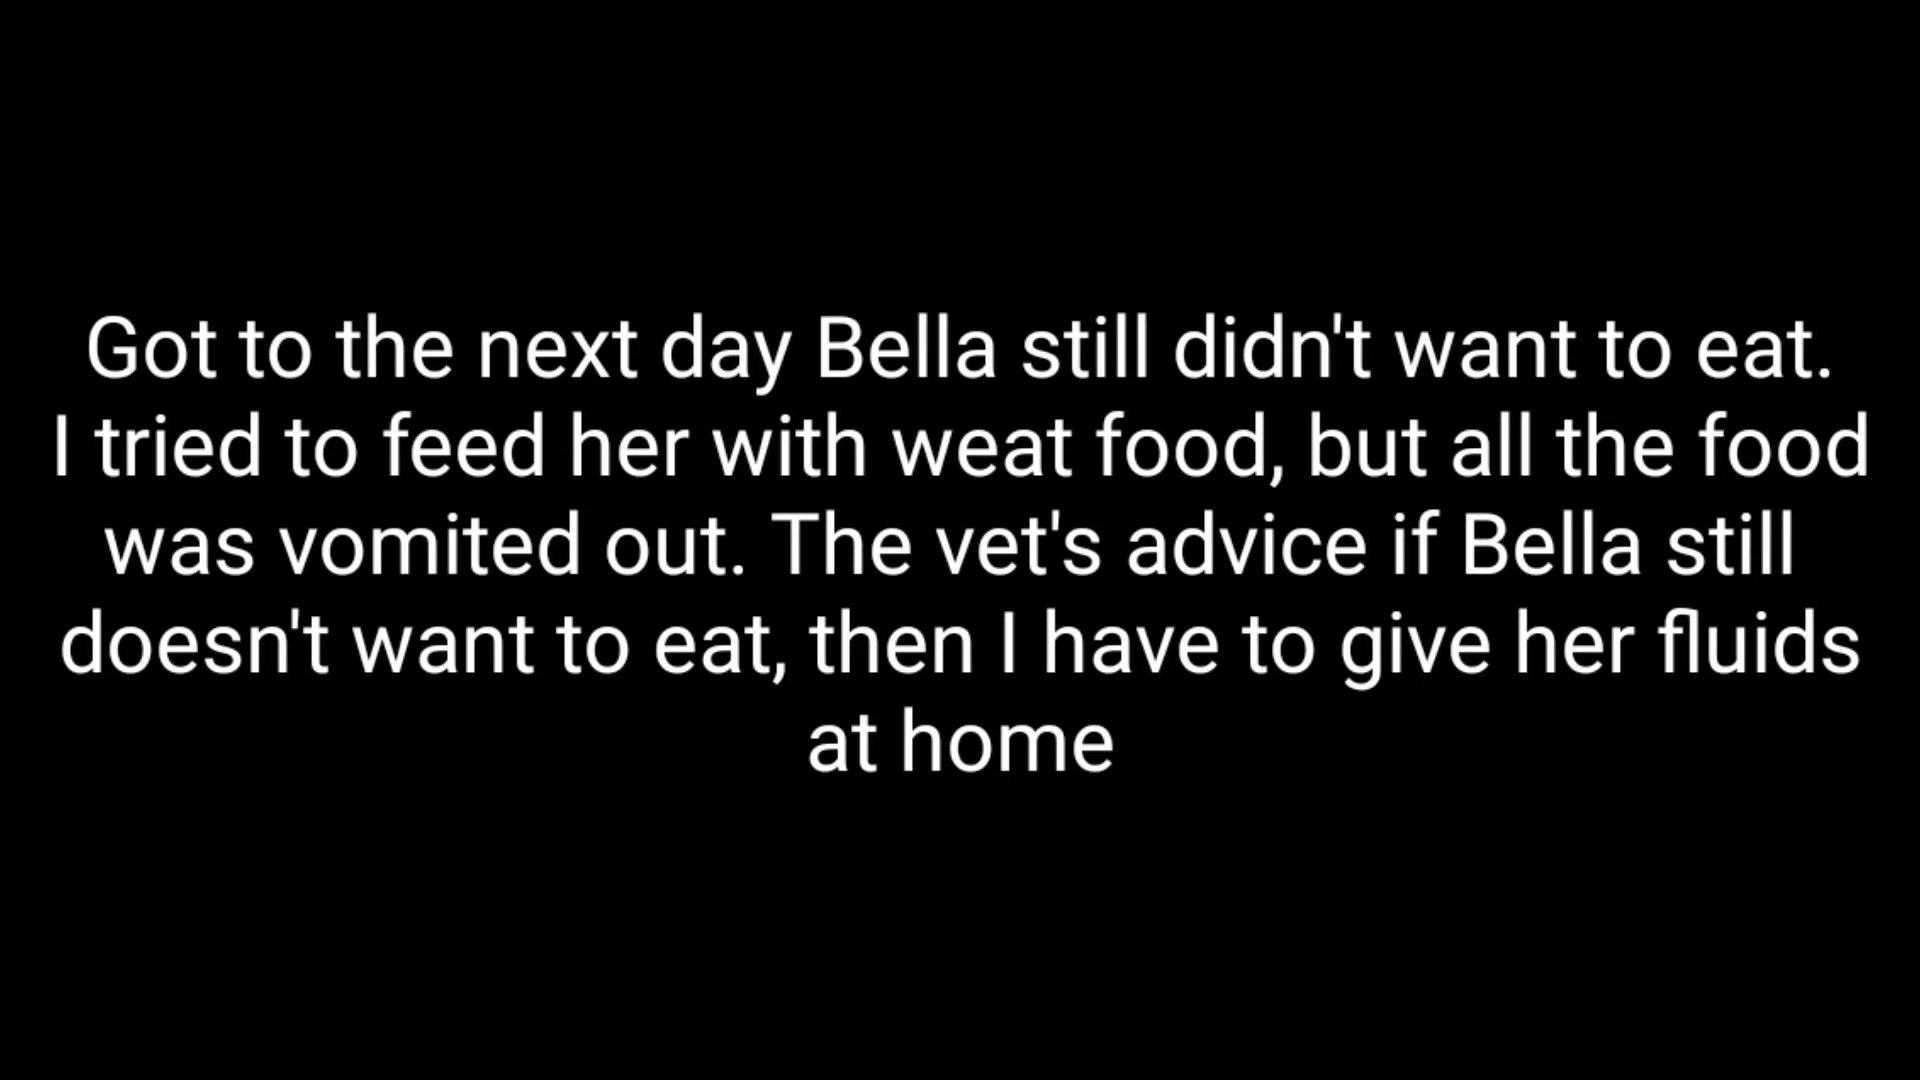 Got to the next day Bella still didn't want to eat.
I tried to feed her with weat food, but all the food
was vomited out. The vet's advice if Bella still
doesn't want to eat, then I have to give her fluids
at home